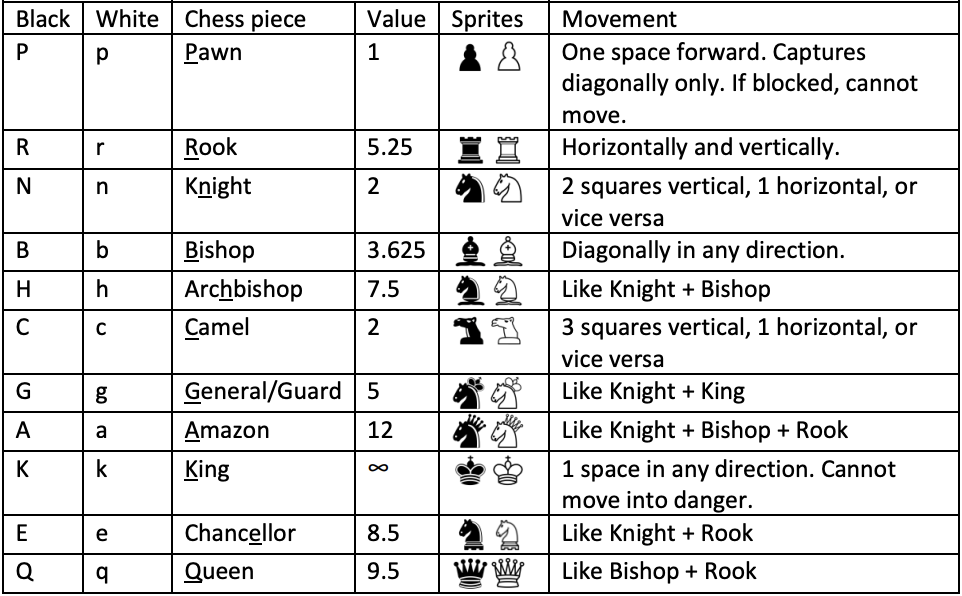 Black White Chess piece Value Sprites Movement
P p Pawn 1 One space forward. Captures
diagonally only. If blocked, cannot
move.
R r Rook 5.25 Horizontally and vertically.
N n Knight 2 2 squares vertical, 1 horizontal, or
vice versa
B b Bishop 3.625 Diagonally in any direction.
H h Archbishop 7.5 Like Knight + Bishop
C c Camel 2 3 squares vertical, 1 horizontal, or
vice versa
G g General/Guard 5 Like Knight + King
A a Amazon 12 Like Knight + Bishop + Rook
K k King ∞ 1 space in any direction. Cannot
move into danger.
E e Chancellor 8.5 Like Knight + Rook
Q q Queen 9.5 Like Bishop + Rook